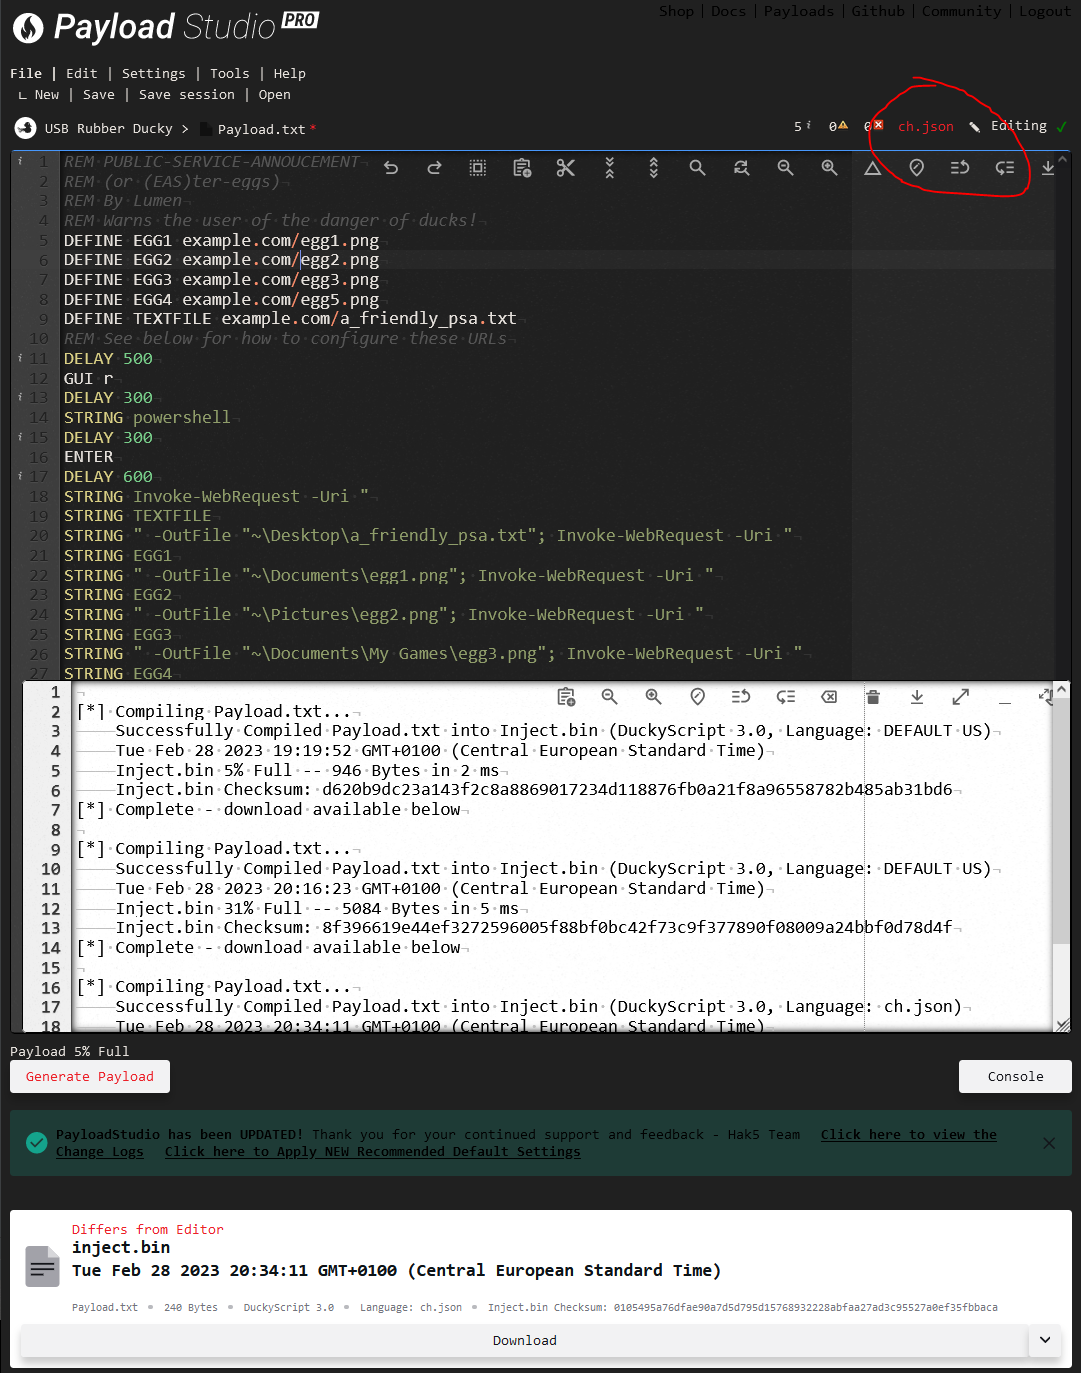 Shop | Docs | Payloads | Github | Community | Logout
Payload Studio PRO
File | Edit | Settings | Tools | Help
New | Save | Save session | Open
USB Rubber Ducky > Payload.txt * 5 i 0 0 ch.json Editing ✓
1 REM PUBLIC-SERVICE-ANNOUCEMENT
2 REM (or (EAS)ter-eggs)
3 REM By Lumen
4 REM Warns the user of the danger of ducks!
5 DEFINE EGG1 example.com/egg1.png
6 DEFINE EGG2 example.com/egg2.png
7 DEFINE EGG3 example.com/egg3.png
8 DEFINE EGG4 example.com/egg5.png
9 DEFINE TEXTFILE example.com/a_friendly_psa.txt
10 REM See below for how to configure these URLs
11 DELAY 500
12 GUI r
13 DELAY 300
14 STRING powershell
15 DELAY 300
16 ENTER
17 DELAY 600
18 STRING Invoke-WebRequest -Uri "
19 STRING TEXTFILE
20 STRING " -OutFile "~\Desktop\a_friendly_psa.txt"; Invoke-WebRequest -Uri "
21 STRING EGG1
22 STRING " -OutFile "~\Documents\egg1.png"; Invoke-WebRequest -Uri "
23 STRING EGG2
24 STRING " -OutFile "~\Pictures\egg2.png"; Invoke-WebRequest -Uri "
25 STRING EGG3
26 STRING " -OutFile "~\Documents\My Games\egg3.png"; Invoke-WebRequest -Uri "
27 STRING EGG4
1
2 [*] Compiling Payload.txt...
3 Successfully Compiled Payload.txt into Inject.bin (DuckyScript 3.0, Language: DEFAULT US)
4 Tue Feb 28 2023 19:19:52 GMT+0100 (Central European Standard Time)
5 Inject.bin 5% Full -- 946 Bytes in 2 ms
6 Inject.bin Checksum: d620b9dc23a143f2c8a8869017234d118876fb0a21f8a96558782b485ab31bd6
7 [*] Complete - download available below
8
9 [*] Compiling Payload.txt...
10 Successfully Compiled Payload.txt into Inject.bin (DuckyScript 3.0, Language: DEFAULT US)
11 Tue Feb 28 2023 20:16:23 GMT+0100 (Central European Standard Time)
12 Inject.bin 31% Full -- 5084 Bytes in 5 ms
13 Inject.bin Checksum: 8f396619e44ef3272596005f88bf0bc42f73c9f377890f08009a24bbf0d78d4f
14 [*] Complete - download available below
15
16 [*] Compiling Payload.txt...
17 Successfully Compiled Payload.txt into Inject.bin (DuckyScript 3.0, Language: ch.json)
18 Tue Feb 28 2023 20:34:11 GMT+0100 (Central European Standard Time)
Payload 5% Full
Generate Payload
Console
PayloadStudio has been UPDATED! Thank you for your continued support and feedback - Hak5 Team Click here to view the
Change Logs Click here to Apply NEW Recommended Default Settings
Differs from Editor
inject.bin
Tue Feb 28 2023 20:34:11 GMT+0100 (Central European Standard Time)
Payload.txt • 240 Bytes • DuckyScript 3.0 • Language: ch.json • Inject.bin Checksum: 0105495a76dfae90a7d5d795d15768932228abfaa27ad3c95527a0ef35fbbaca
Download